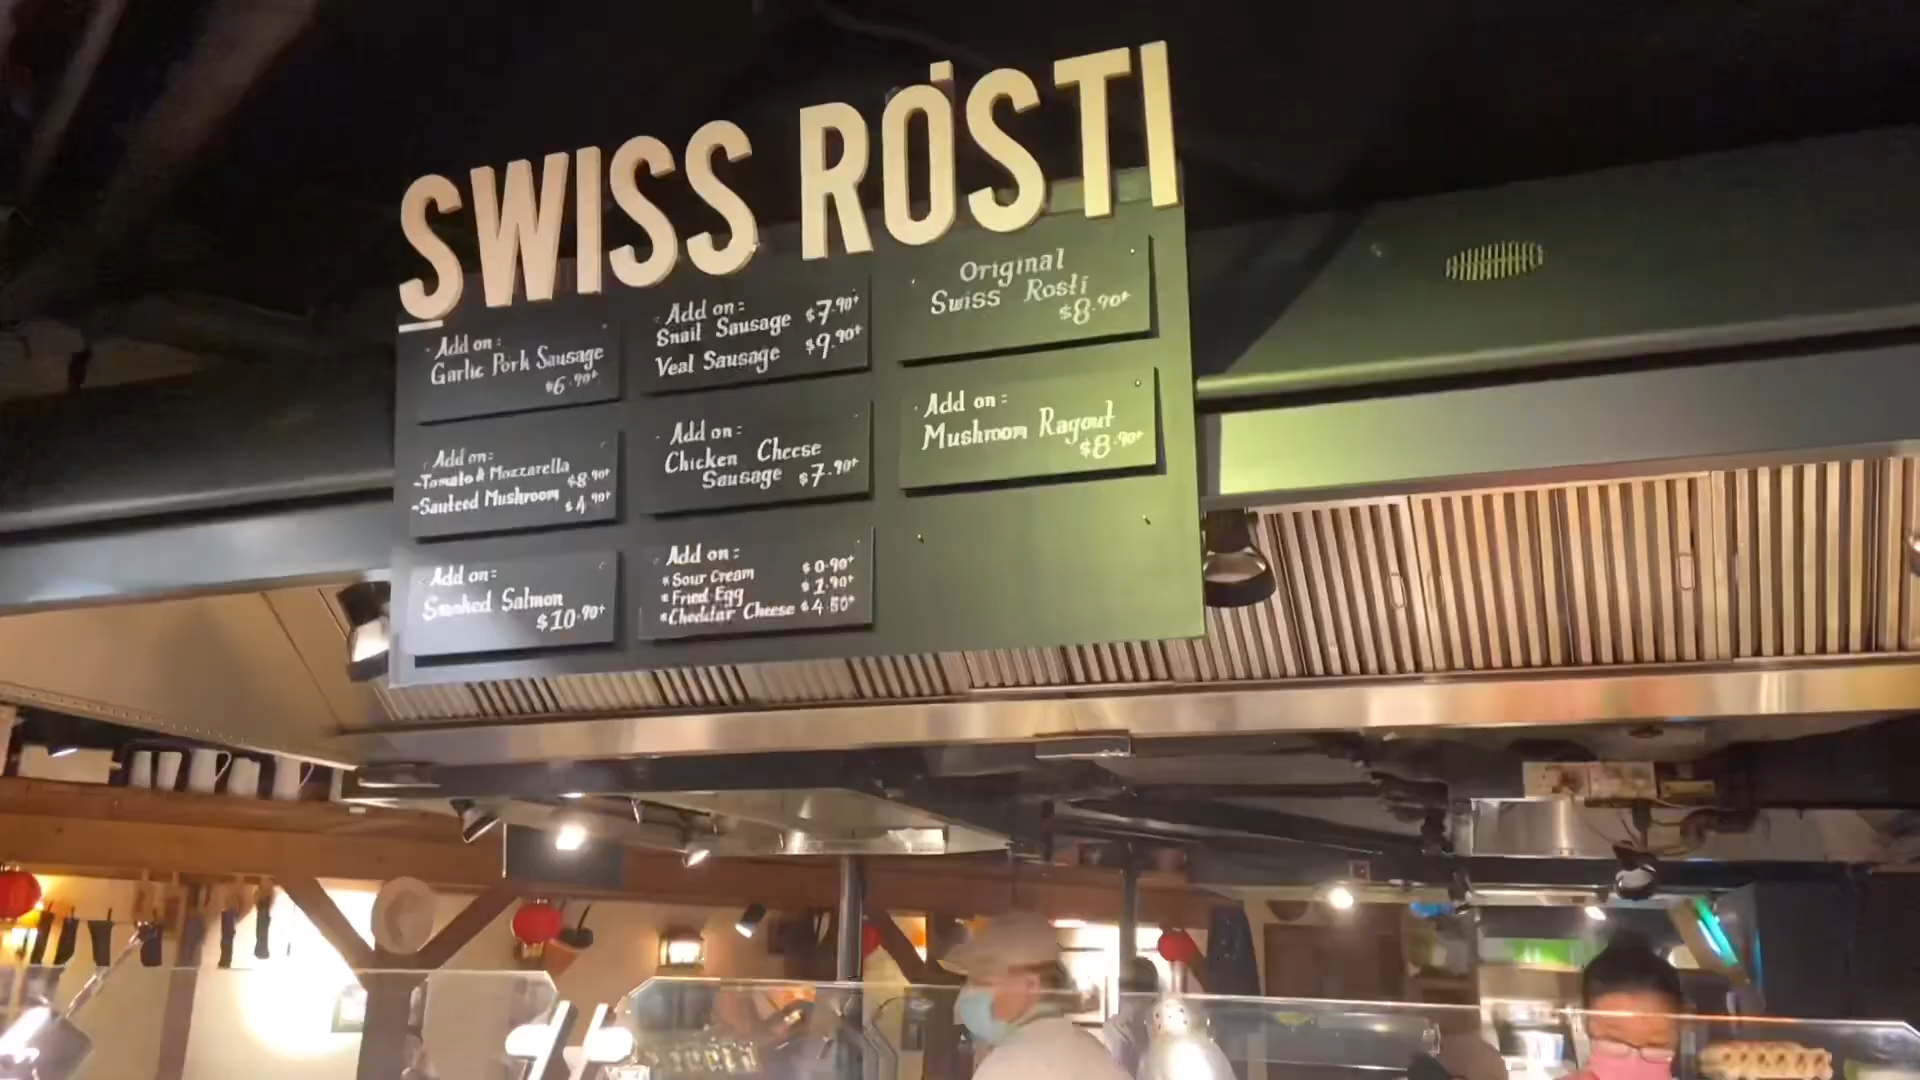 SWISS RÖSTI
Add on:
Garlic Pork Sausage
$6.90+
Add on:
~Tomato & Mozzarella $8.90+
~Sauteed Mushroom $4.90+
Add on:
Smoked Salmon
$10.90+
Add on:
Snail Sausage $7.90+
Veal Sausage $9.90+
Add on:
Chicken Cheese
Sausage $7.90+
Add on:
*Sour Cream $0.90+
*Fried Egg $1.90+
*Cheddar Cheese $4.50+
Original
Swiss Rosti
$8.90+
Add on:
Mushroom Ragout
$8.90+